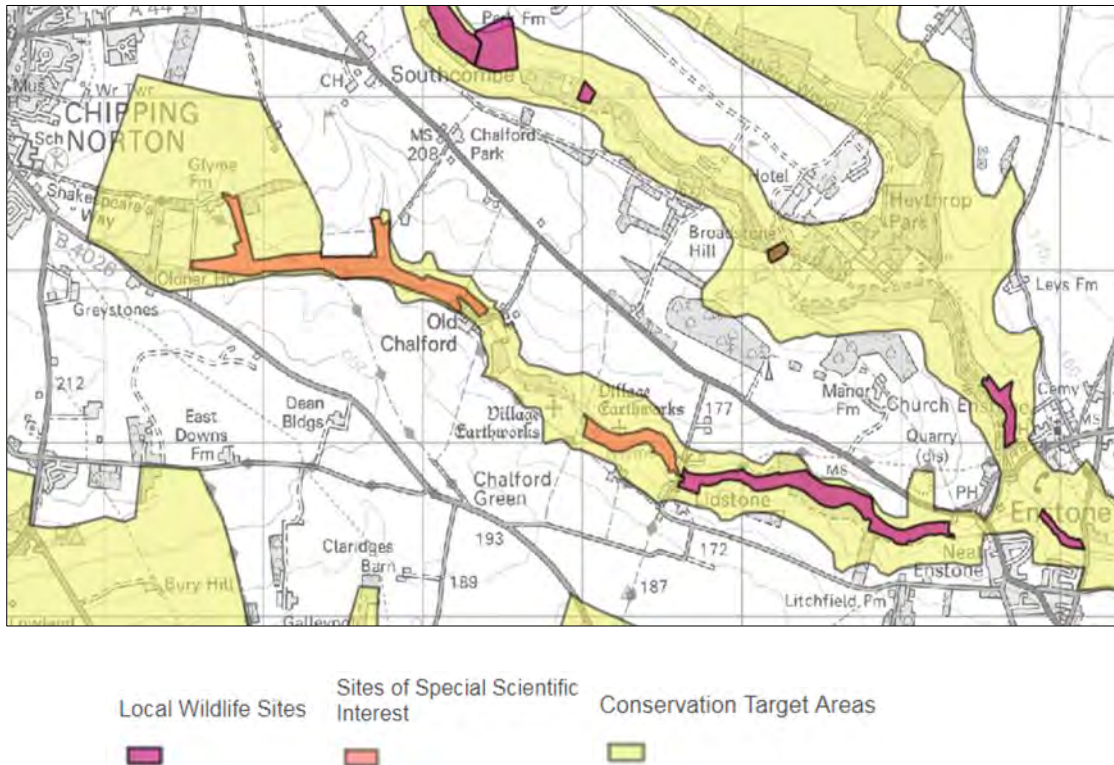 A 44
Park Fm
Southcombe
CH
Mus
Wr Twr
CHIPPING
NORTON
Sch
MS
208
Chalford
Park
Glyme
Fm
Hotel
Heythrop
Park
Shakespeare's
Way
Broadstone
Hill
B 4026
Leys Fm
Greystones
Old
Chalford
212
Village
Earthworks
Village
Earthworks
177
Manor
Fm
Church Enstone
Cemy
MS
East
Downs
Fm
Dean
Bldgs
Quarry
(dis)
MS
Chalford
Green
PH
Lidstone
Enstone
193
172
Neat
Enstone
Claridges
Barn
Bury Hill
189
187
Litchfield Fm
Local Wildlife Sites
Sites of Special Scientific
Interest
Conservation Target Areas